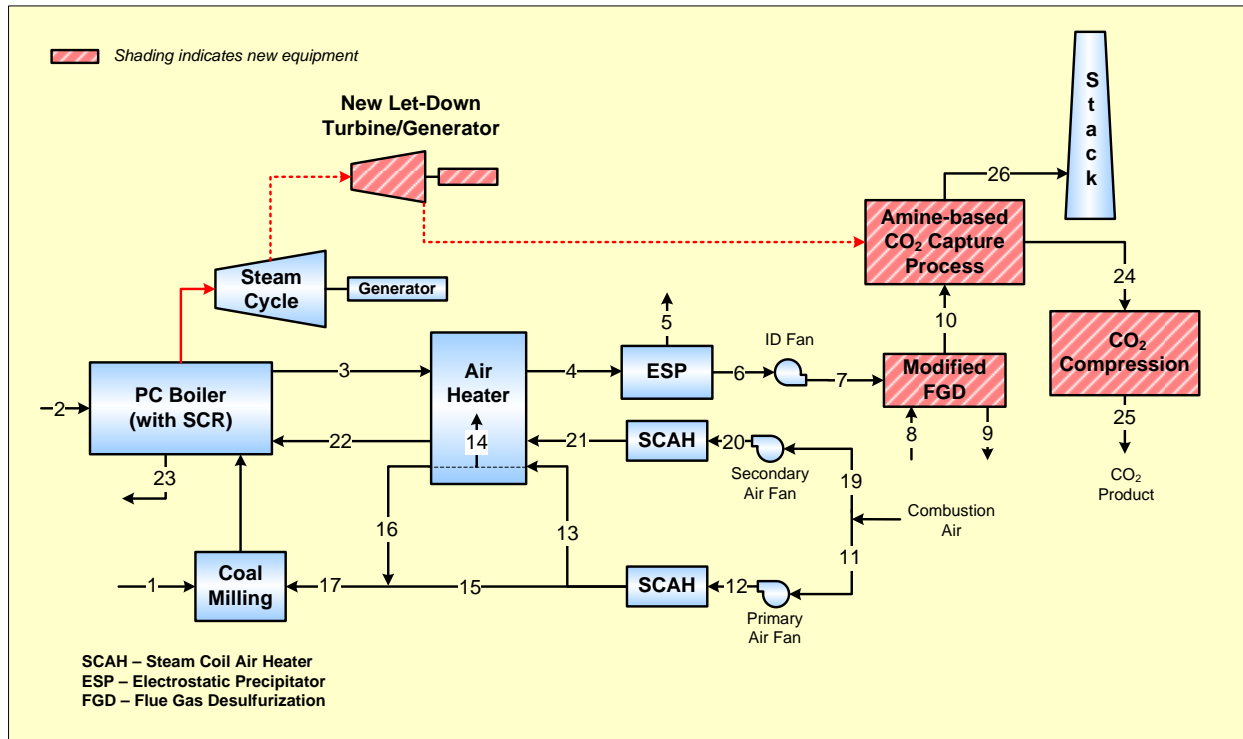 Shading indicates new equipment
New Let-Down
Turbine/Generator
S
t
a
c
k
26
Amine-based
CO₂ Capture
Process
Steam
Cycle
Generator
24
5
10
ID Fan
CO₂
Compression
3
Air
Heater
4
ESP
6
7
Modified
FGD
PC Boiler
(with SCR)
2
22
14
21
SCAH
20
8
9
25
23
Secondary
Air Fan
19
CO₂
Product
16
13
Combustion
Air
11
1
Coal
Milling
17
15
SCAH
12
Primary
Air Fan
SCAH – Steam Coil Air Heater
ESP – Electrostatic Precipitator
FGD – Flue Gas Desulfurization